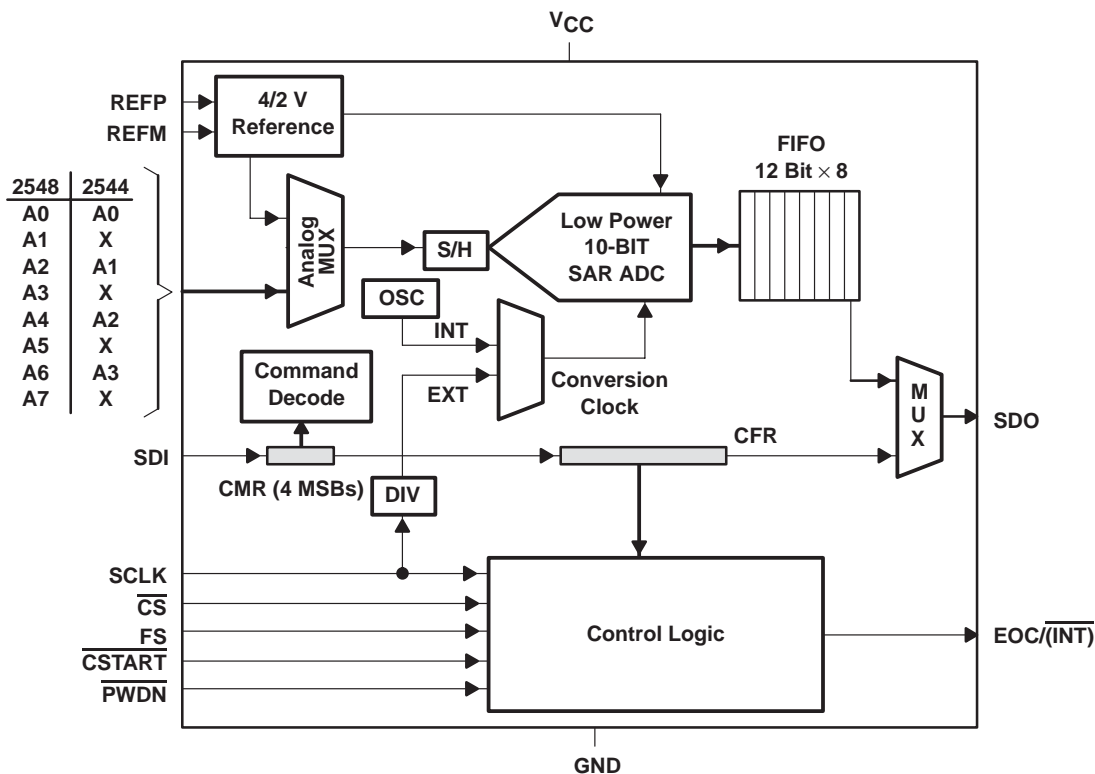 VCC
REFP
REFM
4/2 V
Reference
FIFO
12 Bit × 8
2548 2544
A0 A0
A1 X
A2 A1
A3 X
A4 A2
A5 X
A6 A3
A7 X
Analog
MUX
S/H
Low Power
10-BIT
SAR ADC
OSC
INT
EXT
Conversion
Clock
Command
Decode
MUX
SDO
SDI
CMR (4 MSBs)
DIV
CFR
SCLK
CS
FS
CSTART
PWDN
Control Logic
EOC/(INT)
GND